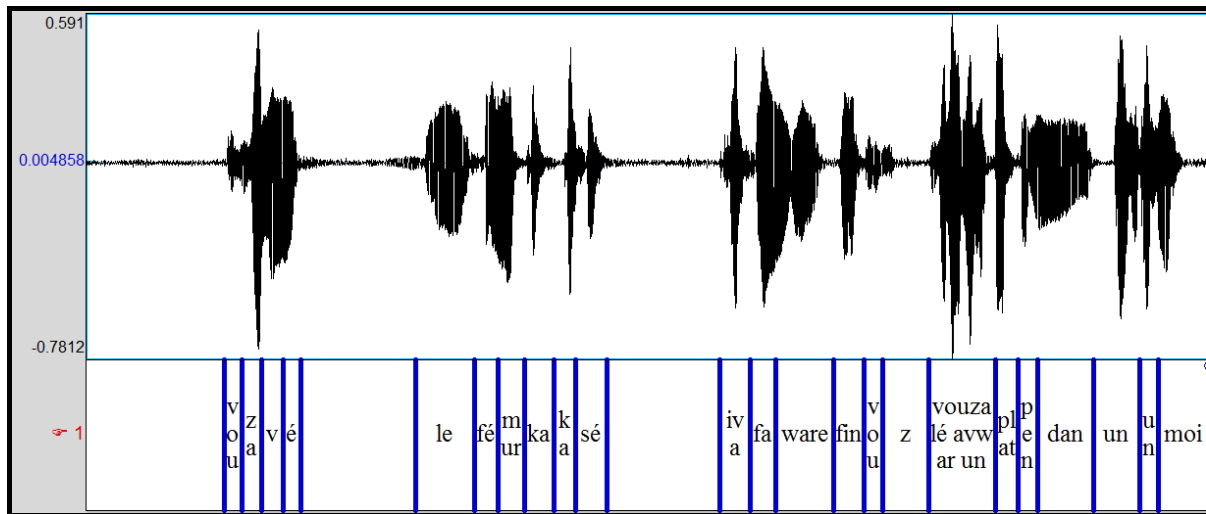 0.591
0.004858
-0.7812
☞ 1
v
o
u
z
a
v
é
le
fé
m
ur
ka
k
a
sé
iv
a
fa
ware
fin
v
o
u
z
vouza
lé avw
ar un
pl
at
p
e
n
dan
un
u
n
moi